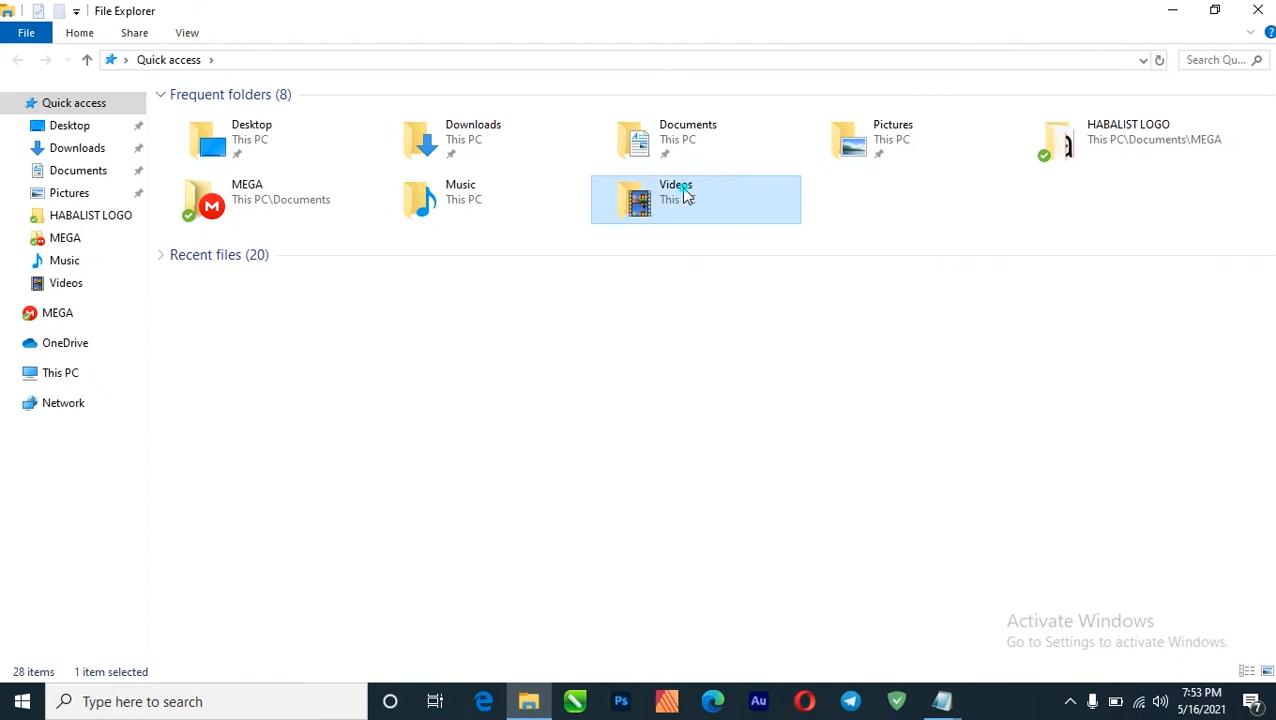 File Explorer
File Home Share View
Quick access Search Qu...
Quick access
Desktop
Downloads
Documents
Pictures
HABALIST LOGO
MEGA
Music
Videos
MEGA
OneDrive
This PC
Network
Frequent folders (8)
Desktop
This PC
Downloads
This PC
Documents
This PC
Pictures
This PC
HABALIST LOGO
This PC\Documents\MEGA
MEGA
This PC\Documents
Music
This PC
Videos
This
Recent files (20)
Activate Windows
Go to Settings to activate Windows.
28 items 1 item selected
Type here to search
Ps
Au
7:53 PM
5/16/2021
7